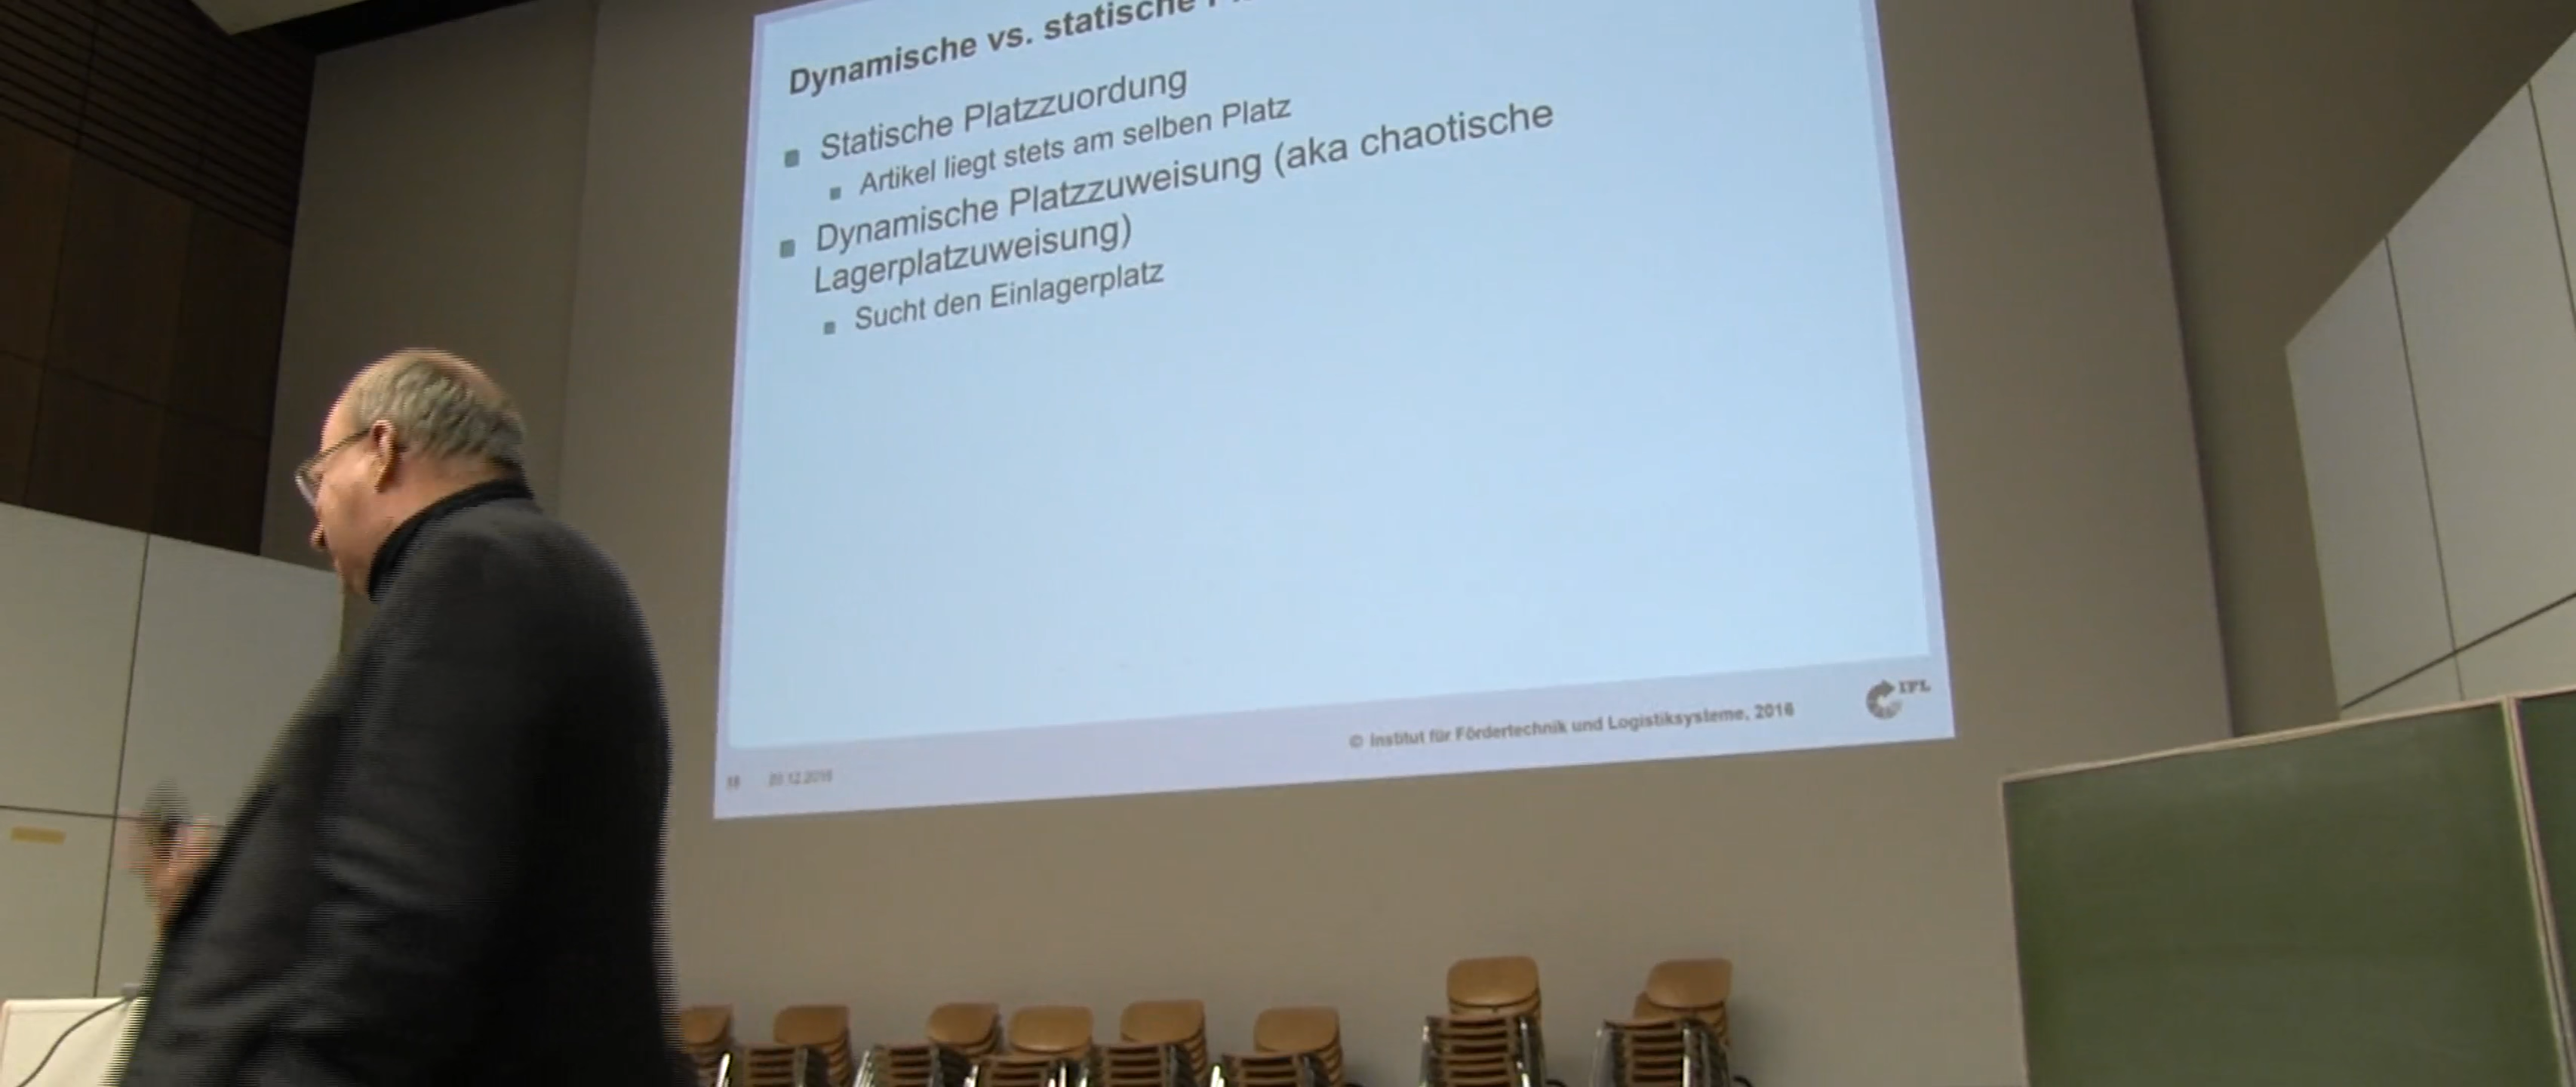 Dynamische vs. statische
Statische Platzzuordung
Artikel liegt stets am selben Platz
Dynamische Platzzuweisung (aka chaotische
Lagerplatzuweisung)
Sucht den Einlagerplatz
© Institut für Fördertechnik und Logistiksysteme, 2016
IFL